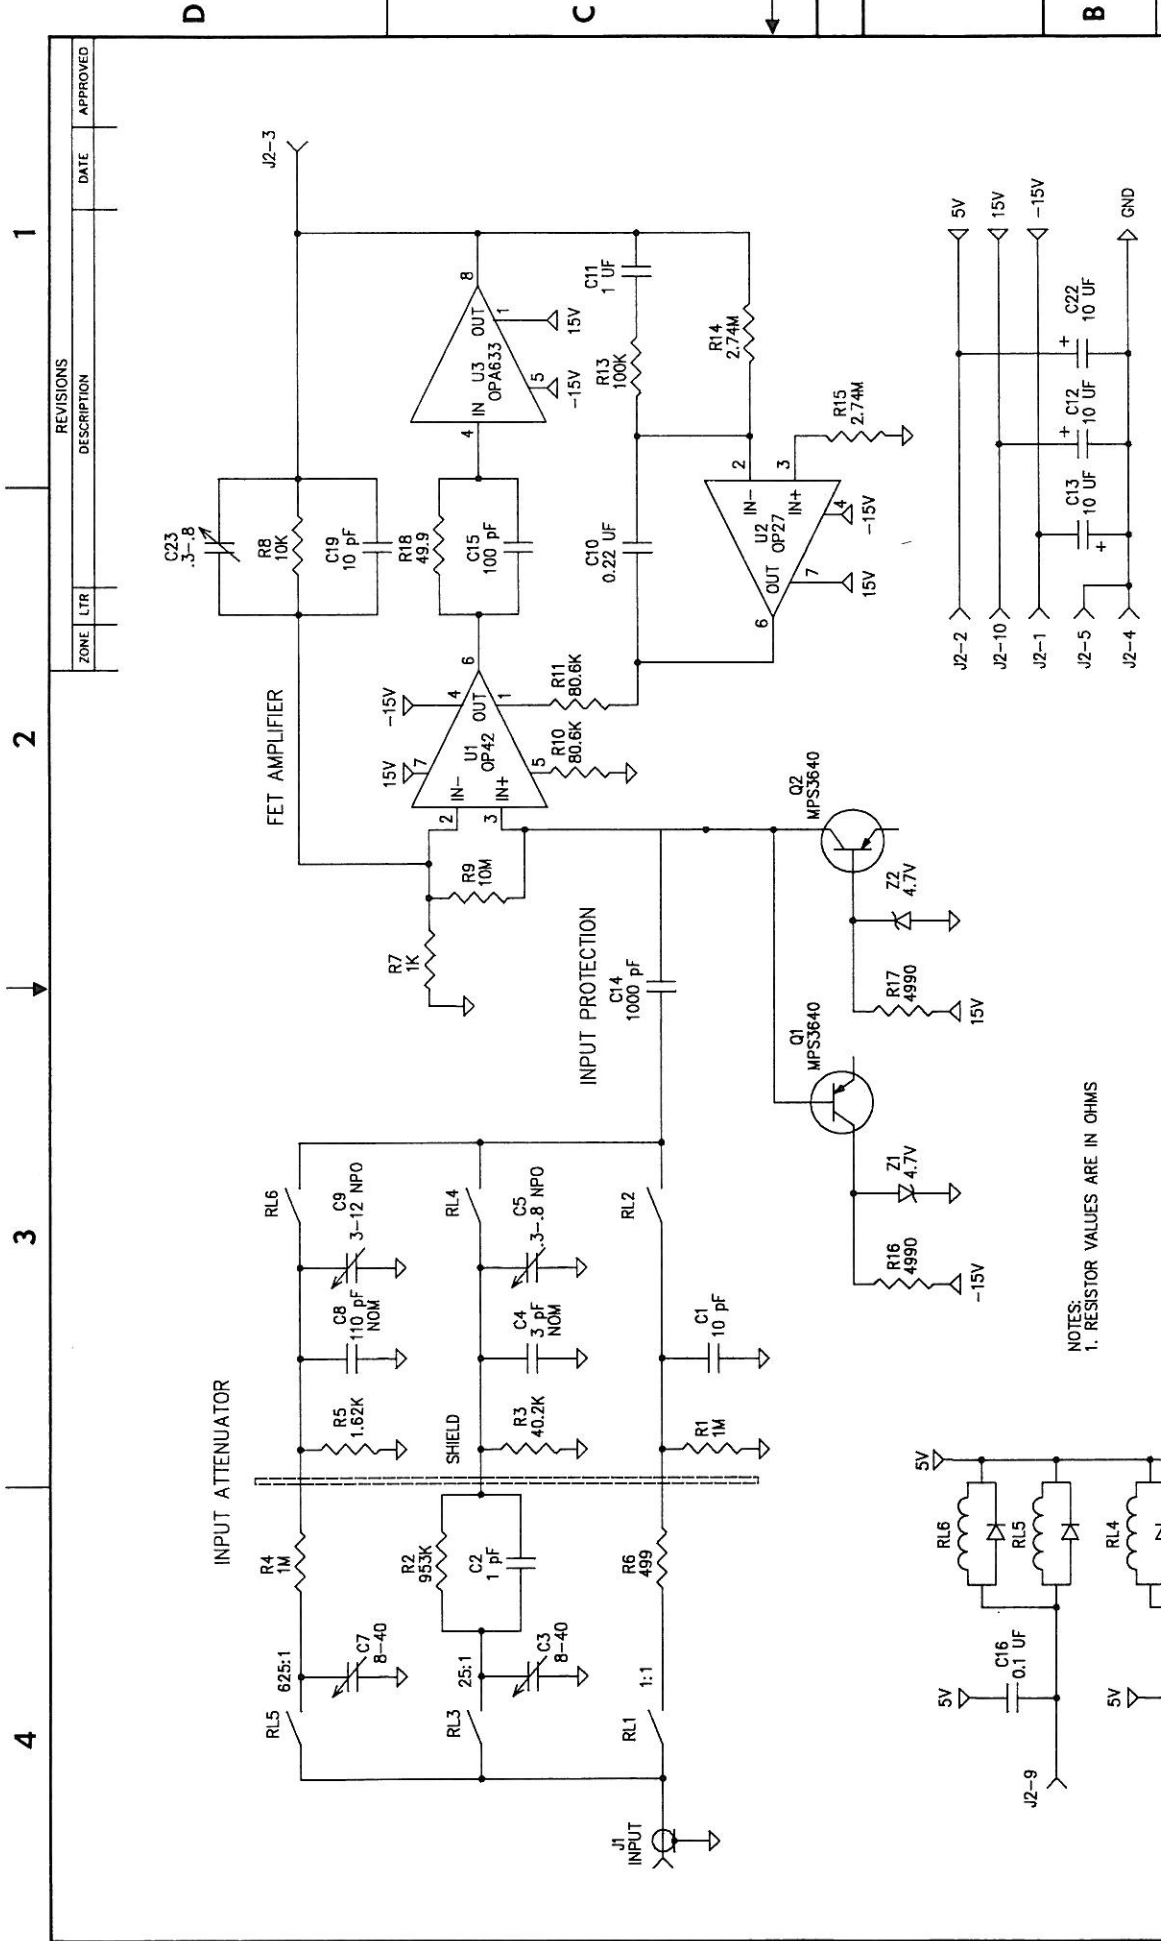 D
C
B
4
3
2
1
REVISIONS
ZONE
LTR
DESCRIPTION
DATE
APPROVED
INPUT ATTENUATOR
RL5
625:1
C7
8-40
R4
1M
R5
1.62K
C8
110 pF
NOM
C9
3-12 NPO
RL6
RL3
25:1
C3
8-40
R2
953K
C2
1 pF
SHIELD
R3
40.2K
C4
3 pF
NOM
C5
.3-.8 NPO
RL4
J1
INPUT
RL1
1:1
R6
499
R1
1M
C1
10 pF
RL2
INPUT PROTECTION
C14
1000 pF
R7
1K
R9
10M
FET AMPLIFIER
C23
.3-.8
R8
10K
C19
10 pF
J2-3
15V
-15V
7
4
2
IN-
3
IN+
U1
OP42
OUT
6
5
1
R10
80.6K
R11
80.6K
R18
49.9
C15
100 pF
4
IN
U3
OPA633
OUT
8
5
1
-15V
15V
C10
0.22 UF
R13
100K
C11
1 UF
R14
2.74M
6
OUT
U2
OP27
IN-
2
IN+
3
7
4
15V
-15V
R15
2.74M
Q1
MPS3640
Z1
4.7V
R16
4990
-15V
Q2
MPS3640
Z2
4.7V
R17
4990
15V
J2-2
5V
J2-10
15V
J2-1
-15V
J2-5
J2-4
GND
C13
10 UF
+
C12
10 UF
+
C22
10 UF
+
NOTES:
1. RESISTOR VALUES ARE IN OHMS
J2-9
5V
C16
0.1 UF
RL6
RL5
5V
5V
RL4